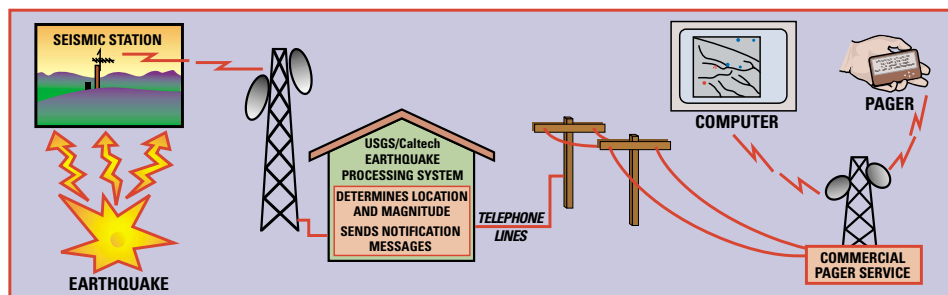 SEISMIC STATION
EARTHQUAKE
USGS/Caltech
EARTHQUAKE
PROCESSING SYSTEM
DETERMINES LOCATION
AND MAGNITUDE
SENDS NOTIFICATION
MESSAGES
TELEPHONE
LINES
COMPUTER
PAGER
COMMERCIAL
PAGER SERVICE